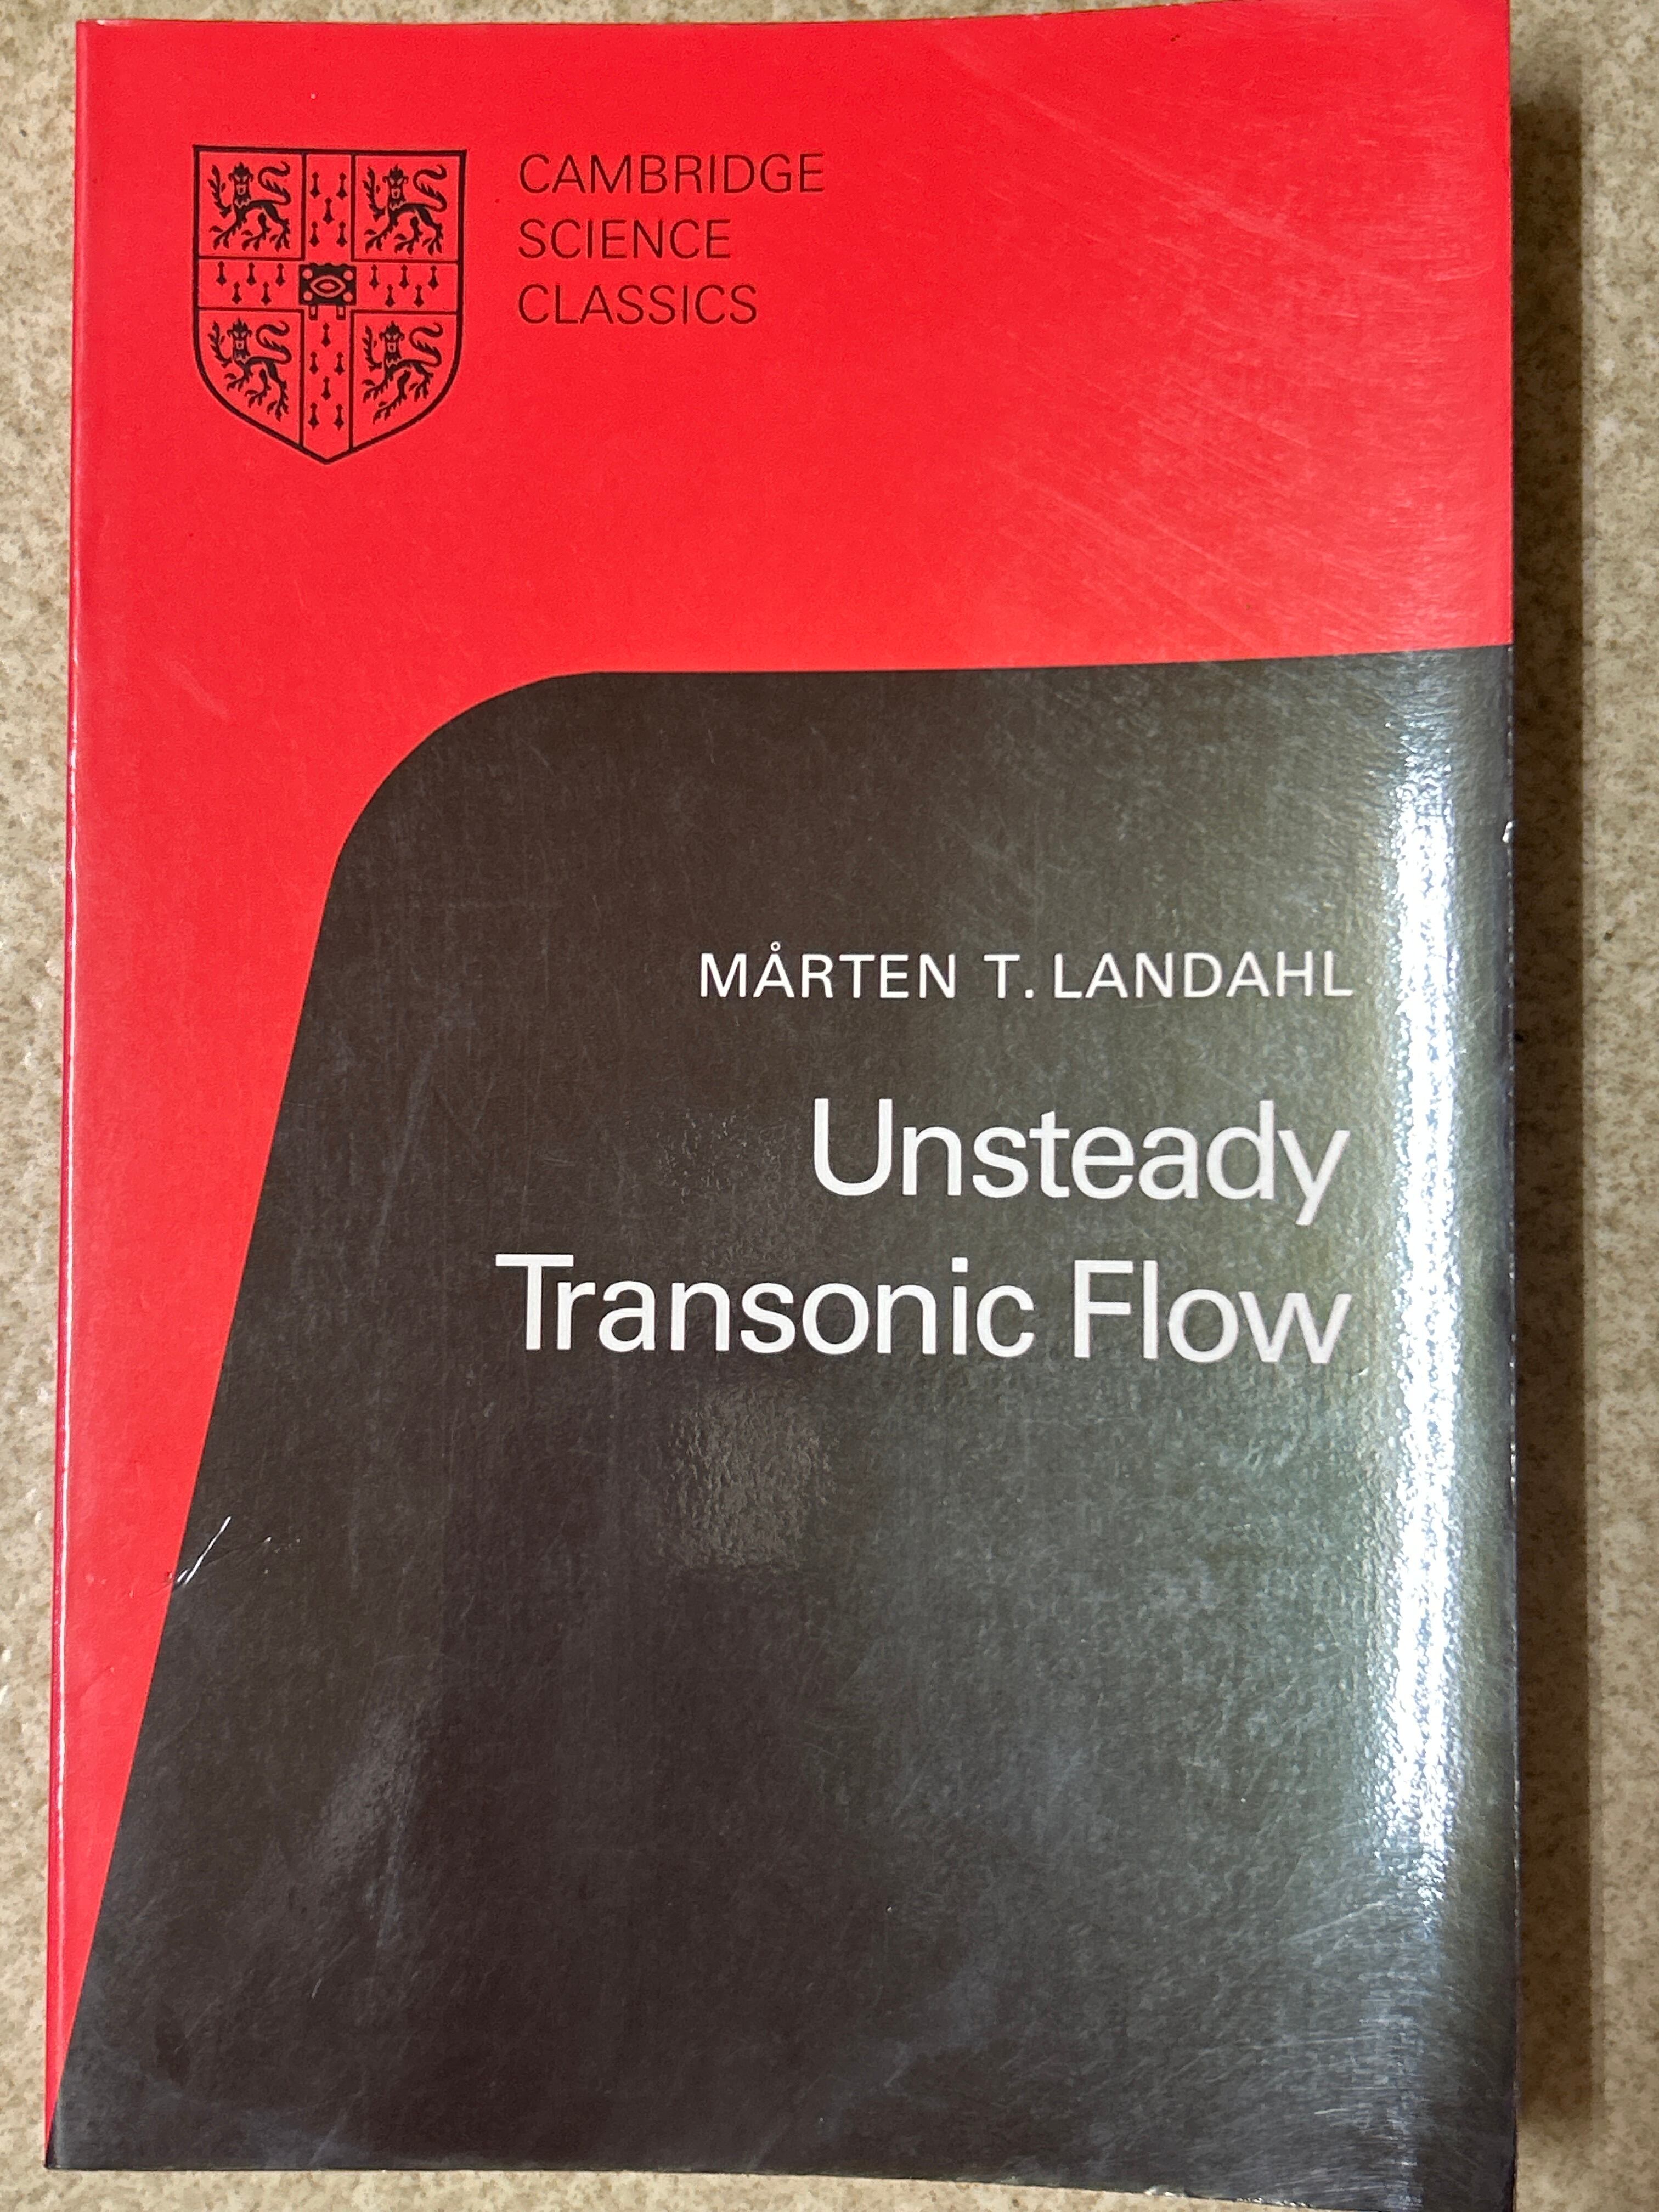 CAMBRIDGE
SCIENCE
CLASSICS
MÅRTEN T. LANDAHL
Unsteady
Transonic Flow